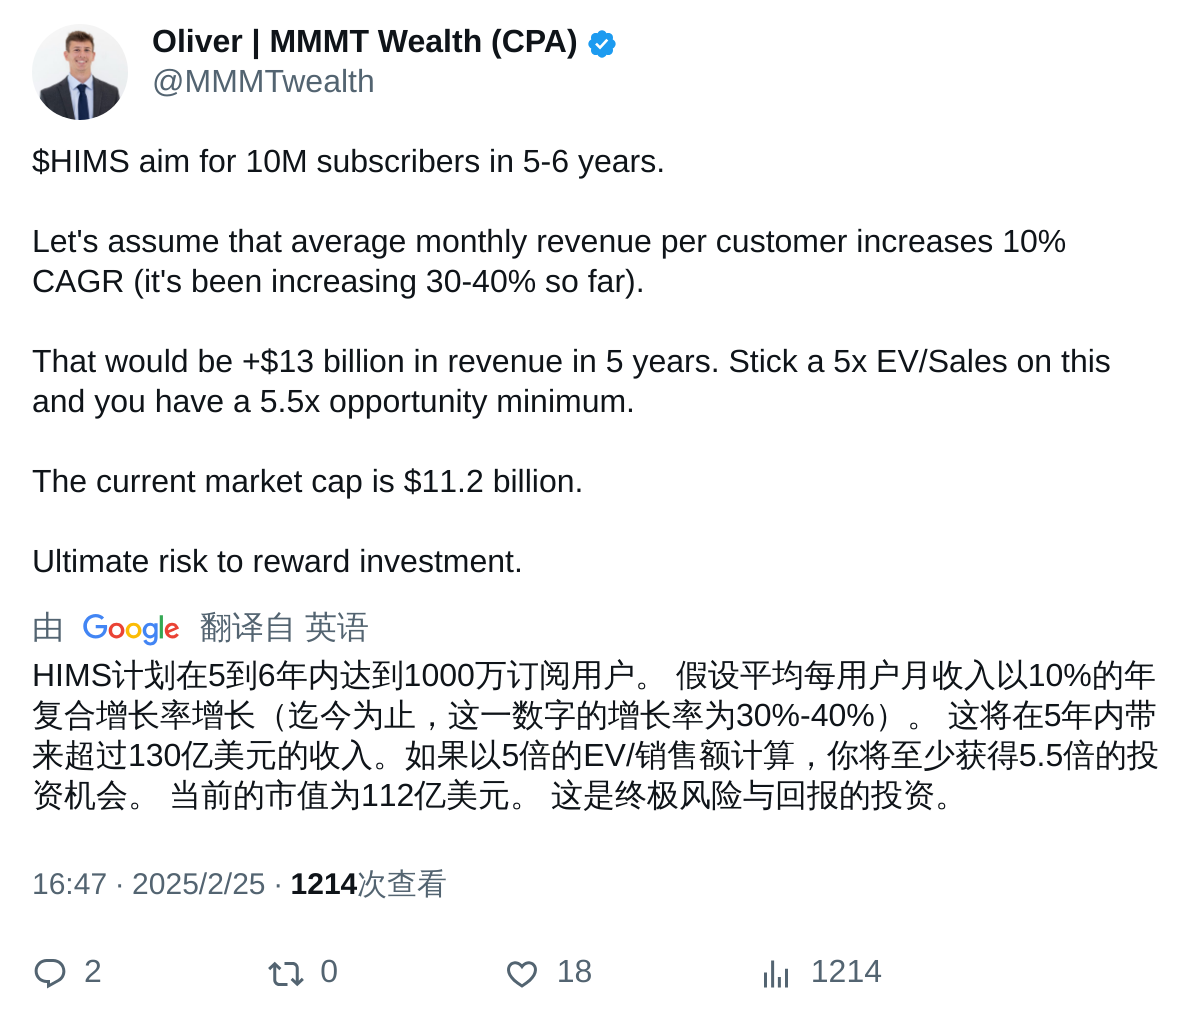 Oliver | MMMT Wealth (CPA)
@MMMTwealth
$HIMS aim for 10M subscribers in 5-6 years.
Let's assume that average monthly revenue per customer increases 10%
CAGR (it's been increasing 30-40% so far).
That would be +$13 billion in revenue in 5 years. Stick a 5x EV/Sales on this
and you have a 5.5x opportunity minimum.
The current market cap is $11.2 billion.
Ultimate risk to reward investment.
由 Google 翻译自 英语
HIMS计划在5到6年内达到1000万订阅用户。 假设平均每用户月收入以10%的年
复合增长率增长（迄今为止，这一数字的增长率为30%-40%）。 这将在5年内带
来超过130亿美元的收入。如果以5倍的EV/销售额计算，你将至少获得5.5倍的投
资机会。 当前的市值为112亿美元。 这是终极风险与回报的投资。
16:47 · 2025/2/25 · 1214次查看
2 0 18 1214